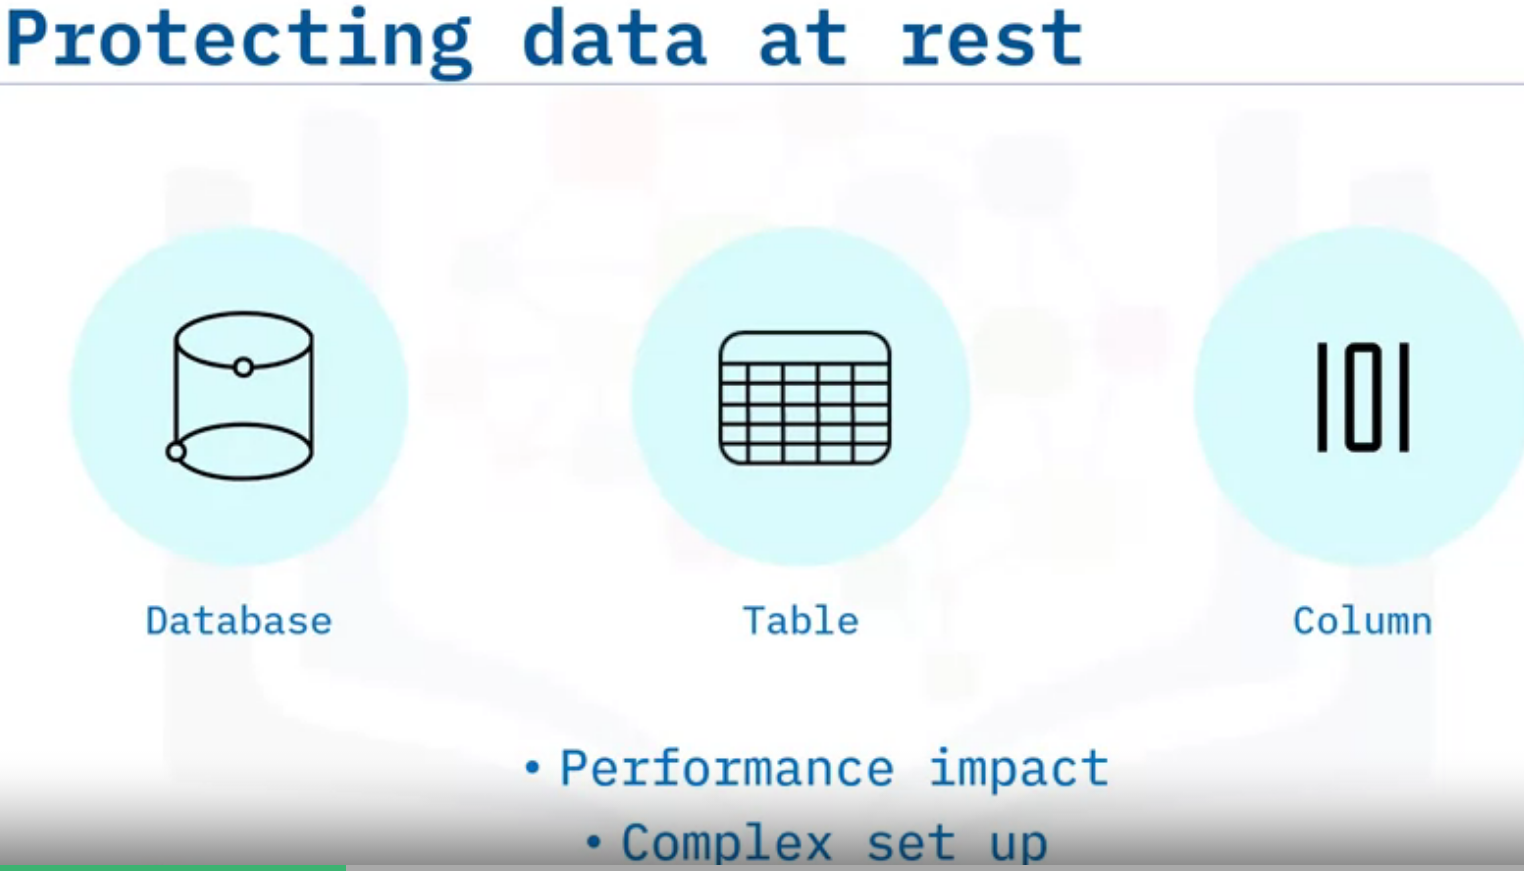 Protecting data at rest
Database
Table
Column
• Performance impact
• Complex set up